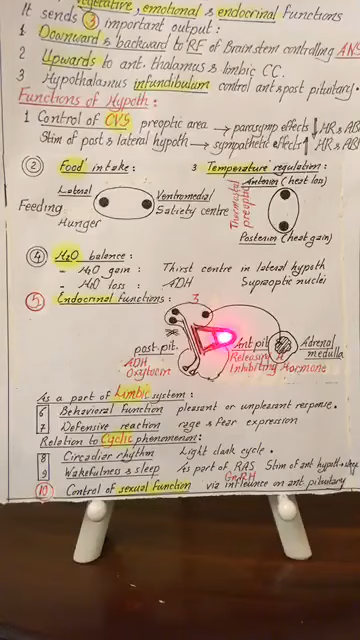 Vegetative, emotional & endocrinal functions
It sends 3 important output:
1 Downward & backward to RF of Brainstem controlling ANS
2 Upwards to ant. thalamus & limbic CC.
3 Hypothalamus infundibulum control ant & post pituitary.
Functions of Hypoth:
1 Control of CVS preoptic area → parasymp effects ↓ HR & AB
Stim of post & lateral hypoth → sympathetic effects ↑ HR & AB
2 Food intake:
Lateral
Feeding
Hunger
Ventromedial
Satiety centre
3 Temperature regulation:
Anterior (heat loss)
Thermostat
preoptic
Posterior (heat gain)
4 H2O balance:
- H2O gain: Thirst centre in lateral hypoth
- H2O loss: ADH Supraoptic nuclei
5 Endocrinal functions:
3
post pit.
ADH
Oxytocin
Ant pit
Releasing H
Inhibiting Hormone
Adrenal
medulla
As a part of Limbic system:
6 Behavioral Function pleasant or unpleasant response.
7 Defensive reaction rage & fear expression
Relation to Cyclic phenomenon:
8 Circadian rhythm Light dark cycle.
9 Wakefulness & sleep As part of RAS Stim of ant hypoth → sleep
GnRH
10 Control of sexual function via influence on ant pituitary